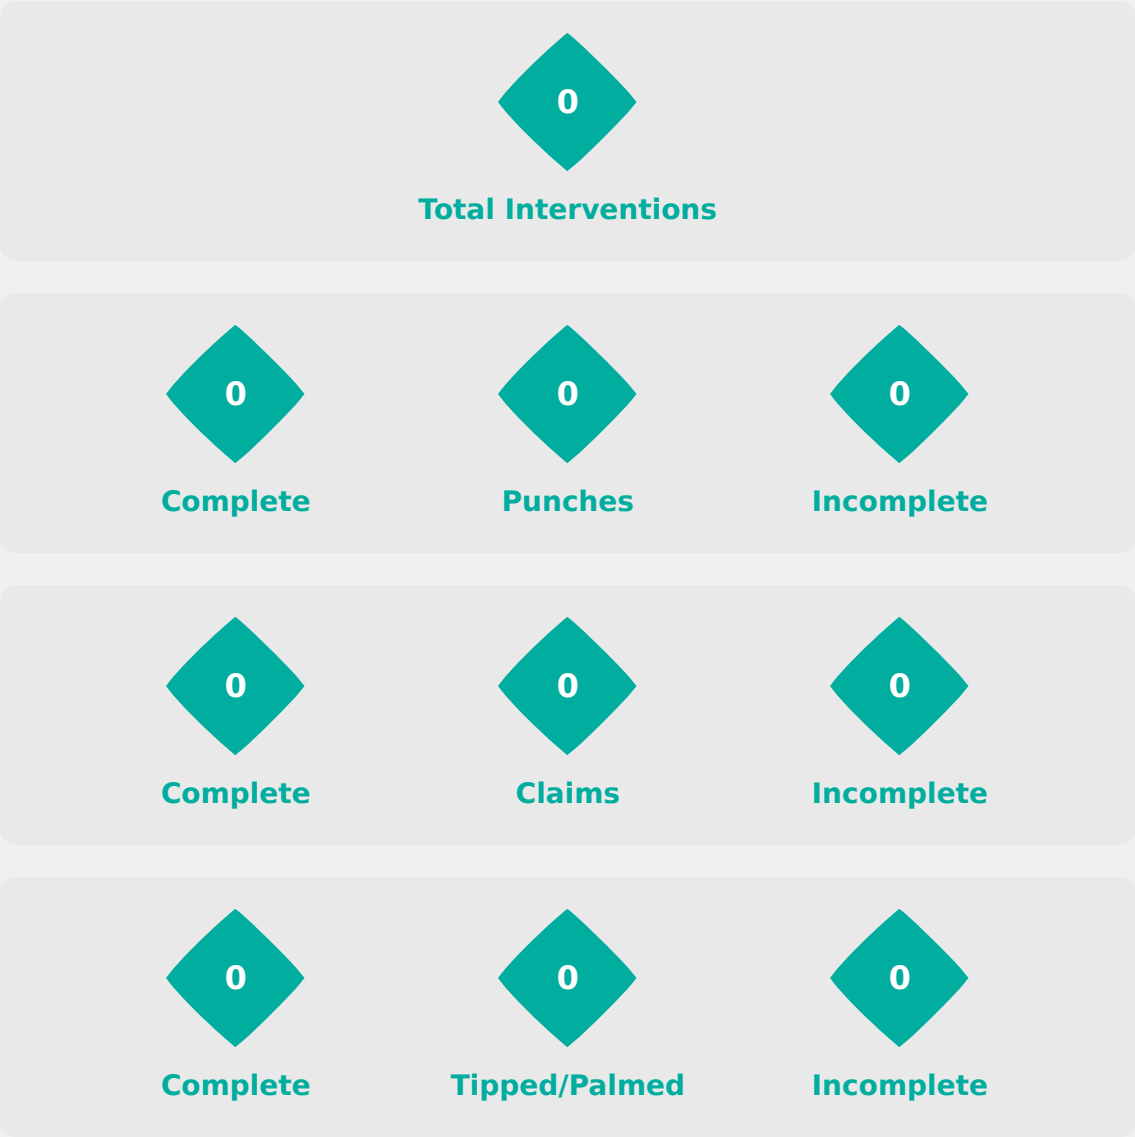 0
Total Interventions
0 0 0
Complete Punches Incomplete
0 0 0
Complete Claims Incomplete
0 0 0
Complete Tipped/Palmed Incomplete